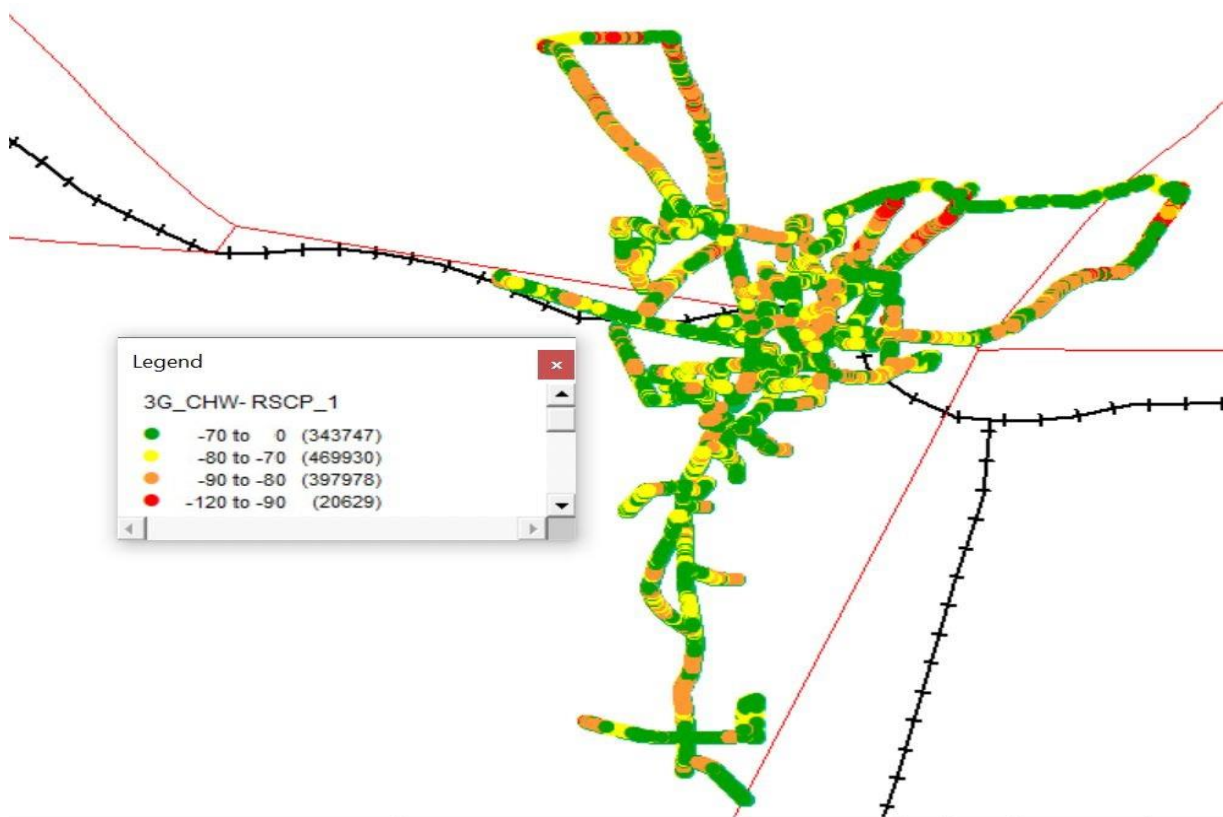 Legend
3G_CHW- RSCP_1
-70 to 0 (343747)
-80 to -70 (469930)
-90 to -80 (397978)
-120 to -90 (20629)